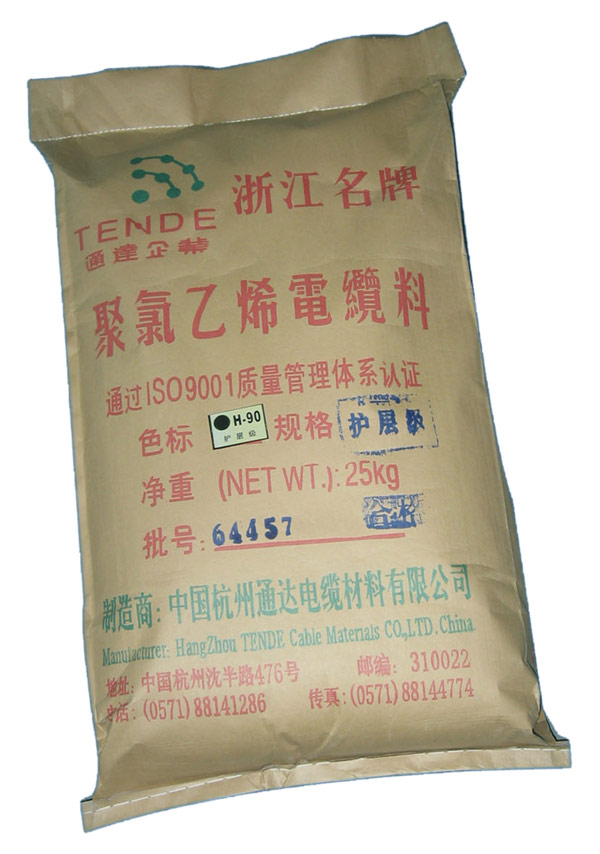 TENDE
通達企業
浙江名牌
聚氯乙烯電纜料
通过ISO9001质量管理体系认证
色标 H-90 护层级 规格 护层级
净重 (NET WT.): 25kg
批号: 64457 合格
制造商: 中国杭州通达电缆材料有限公司
Manufacturer: HangZhou TENDE Cable Materials CO.,LTD. China
地址: 中国杭州沈半路476号 邮编: 310022
电话: (0571) 88141286 传真: (0571) 88144774